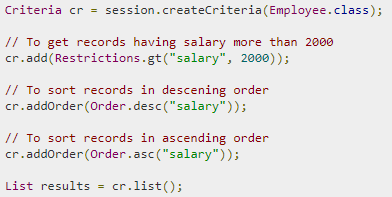 Criteria cr = session.createCriteria(Employee.class);
// To get records having salary more than 2000
cr.add(Restrictions.gt("salary", 2000));
// To sort records in descening order
cr.addOrder(Order.desc("salary"));
// To sort records in ascending order
cr.addOrder(Order.asc("salary"));
List results = cr.list();